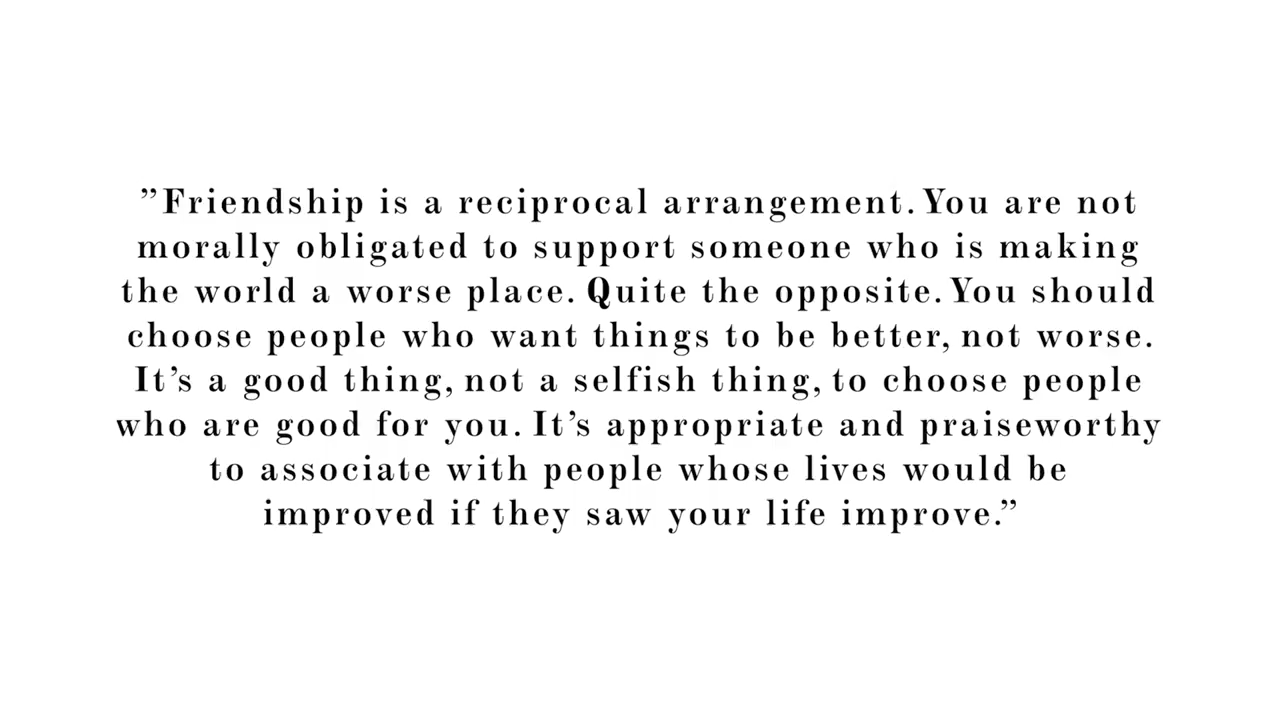 ”Friendship is a reciprocal arrangement. You are not
morally obligated to support someone who is making
the world a worse place. Quite the opposite. You should
choose people who want things to be better, not worse.
It’s a good thing, not a selfish thing, to choose people
who are good for you. It’s appropriate and praiseworthy
to associate with people whose lives would be
improved if they saw your life improve.”